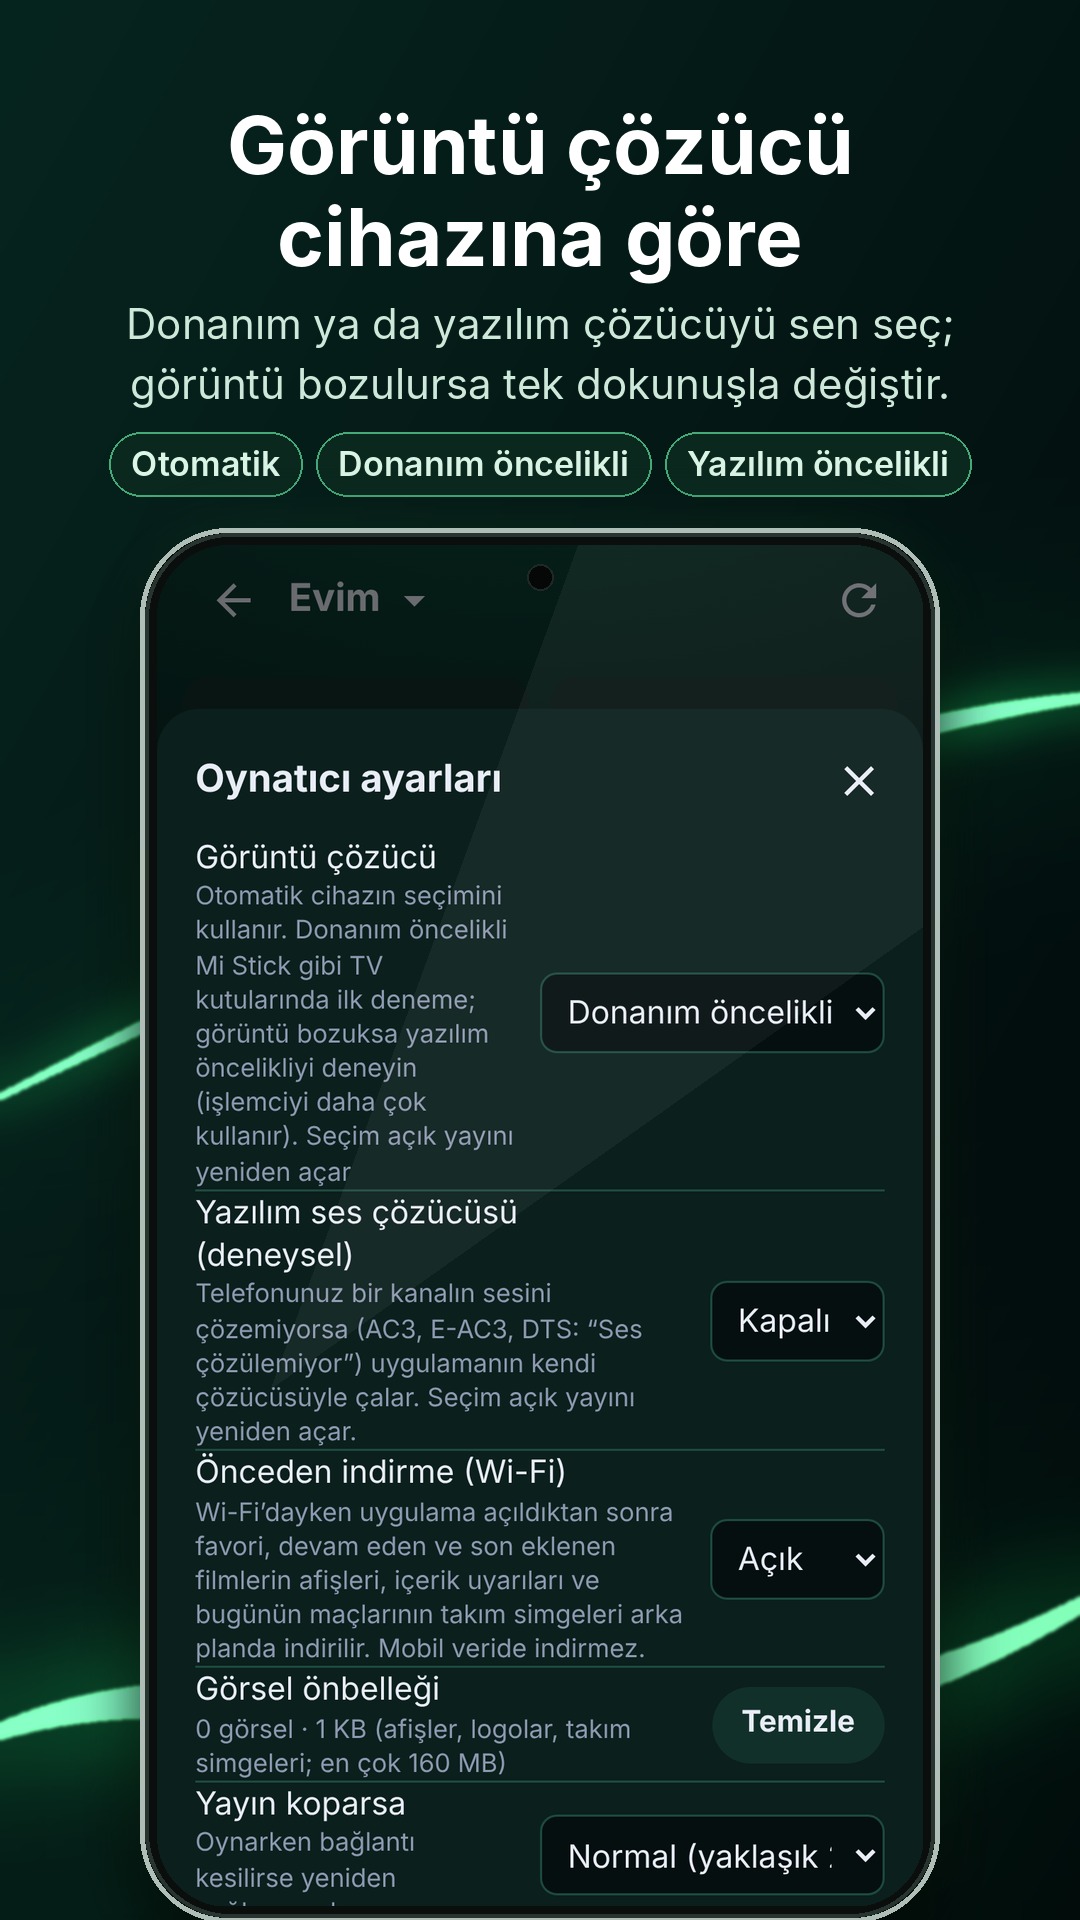 Görüntü çözücü
cihazına göre
Donanım ya da yazılım çözücüyü sen seç;
görüntü bozulursa tek dokunuşla değiştir.
Otomatik
Donanım öncelikli
Yazılım öncelikli
Evim
Oynatıcı ayarları
Görüntü çözücü
Otomatik cihazın seçimini
kullanır. Donanım öncelikli
Mi Stick gibi TV
kutularında ilk deneme;
görüntü bozuksa yazılım
öncelikliyi deneyin
(işlemciyi daha çok
kullanır). Seçim açık yayını
yeniden açar
Donanım öncelikli
Yazılım ses çözücüsü
(deneysel)
Telefonunuz bir kanalın sesini
çözemiyorsa (AC3, E-AC3, DTS: “Ses
çözülemiyor”) uygulamanın kendi
çözücüsüyle çalar. Seçim açık yayını
yeniden açar.
Kapalı
Önceden indirme (Wi-Fi)
Wi-Fi’dayken uygulama açıldıktan sonra
favori, devam eden ve son eklenen
filmlerin afişleri, içerik uyarıları ve
bugünün maçlarının takım simgeleri arka
planda indirilir. Mobil veride indirmez.
Açık
Görsel önbelleği
0 görsel · 1 KB (afişler, logolar, takım
simgeleri; en çok 160 MB)
Temizle
Yayın koparsa
Oynarken bağlantı
kesilirse yeniden
Normal (yaklaşık